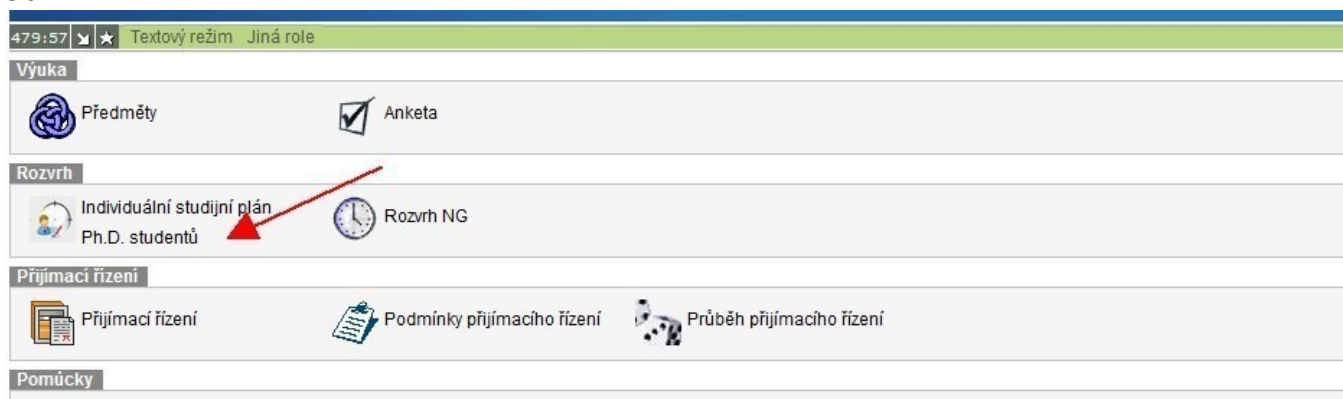 479:57 Textový režim Jiná role
Výuka
Předměty Anketa
Rozvrh
Individuální studijní plán
Ph.D. studentů
Rozvrh NG
Přijímací řízení
Přijímací řízení Podmínky přijímacího řízení Průběh přijímacího řízení
Pomůcky